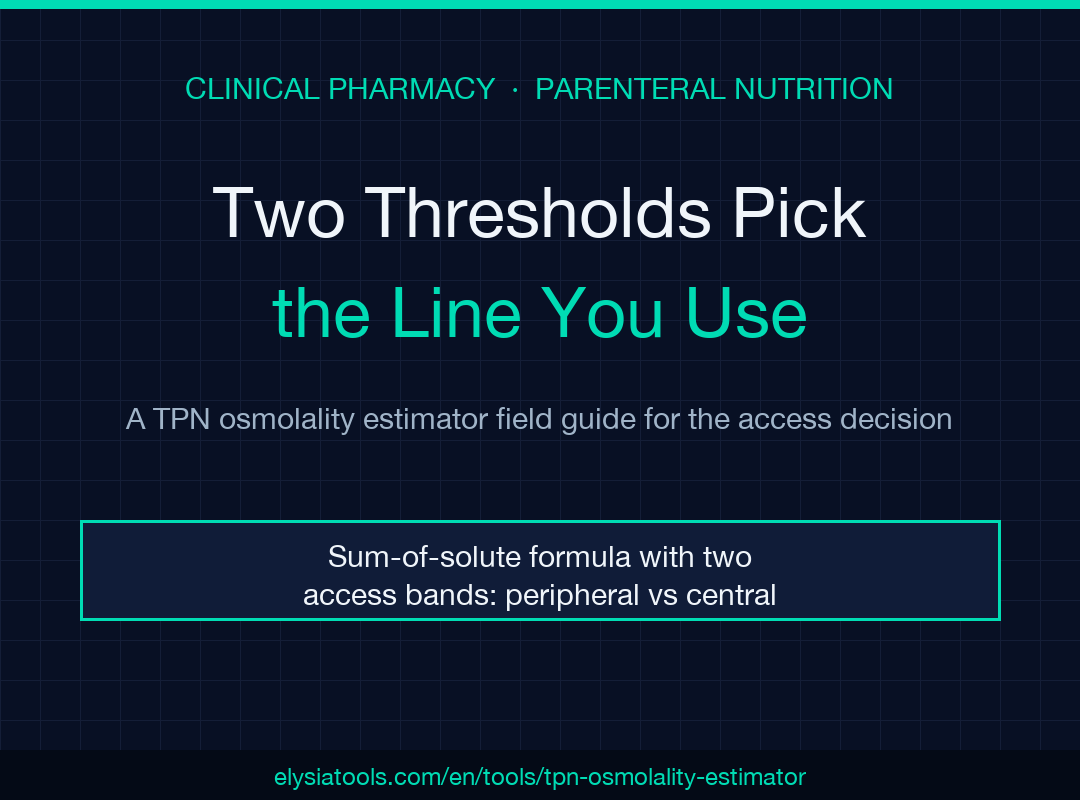 CLINICAL PHARMACY · PARENTERAL NUTRITION
Two Thresholds Pick
the Line You Use
A TPN osmolality estimator field guide for the access decision
Sum-of-solute formula with two
access bands: peripheral vs central
elysiatools.com/en/tools/tpn-osmolality-estimator